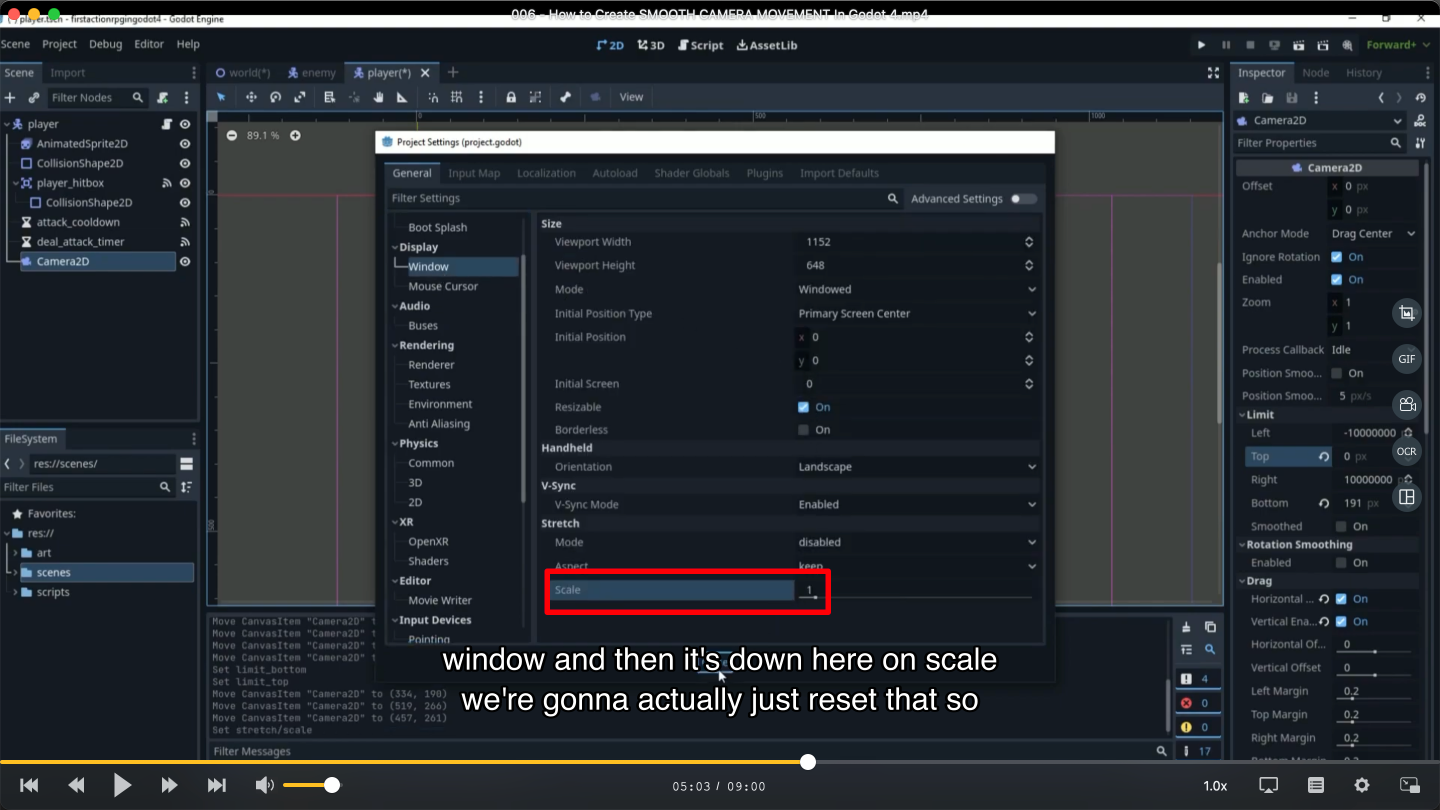 006 - How to Create SMOOTH CAMERA MOVEMENT In Godot 4.mp4
player.tscn - firstactionrpgingodot4 - Godot Engine
Scene Project Debug Editor Help
2D 3D Script AssetLib
Forward+
Scene Import
world(*) enemy player(*)
Inspector Node History
Filter Nodes
View
player
AnimatedSprite2D
CollisionShape2D
player_hitbox
CollisionShape2D
attack_cooldown
deal_attack_timer
Camera2D
FileSystem
res://scenes/
Filter Files
Favorites:
res://
art
scenes
scripts
0 500 1000
89.1 %
500
Project Settings (project.godot)
General Input Map Localization Autoload Shader Globals Plugins Import Defaults
Filter Settings
Advanced Settings
Boot Splash
Display
Window
Mouse Cursor
Audio
Buses
Rendering
Renderer
Textures
Environment
Anti Aliasing
Physics
Common
3D
2D
XR
OpenXR
Shaders
Editor
Movie Writer
Input Devices
Pointing
Size
Viewport Width 1152
Viewport Height 648
Mode Windowed
Initial Position Type Primary Screen Center
Initial Position x 0
y 0
Initial Screen 0
Resizable On
Borderless On
Handheld
Orientation Landscape
V-Sync
V-Sync Mode Enabled
Stretch
Mode disabled
Aspect keep
Scale 1
window and then it's down here on scale
we're gonna actually just reset that so
Move CanvasItem "Camera2D" t
Move CanvasItem "Camera2D" t
Move CanvasItem "Camera2D" t
Move CanvasItem "Camera2D" t
Set limit_bottom
Set limit_top
Move CanvasItem "Camera2D" to (334, 190)
Move CanvasItem "Camera2D" to (519, 266)
Move CanvasItem "Camera2D" to (457, 261)
Set stretch/scale
Filter Messages
4
0
0
17
Camera2D
Filter Properties
Camera2D
Offset x 0 px
y 0 px
Anchor Mode Drag Center
Ignore Rotation On
Enabled On
Zoom x 1
y 1
Process Callback Idle
Position Smoo... On
Position Smoo... 5 px/s
Limit
Left -10000000
Top 0 px
Right 10000000
Bottom 191 px
Smoothed On
Rotation Smoothing
Enabled On
Drag
Horizontal ... On
Vertical Ena... On
Horizontal Of... 0
Vertical Offset 0
Left Margin 0.2
Top Margin 0.2
Right Margin 0.2
Bottom Margin 0.2
GIF
OCR
05:03 / 09:00
1.0x